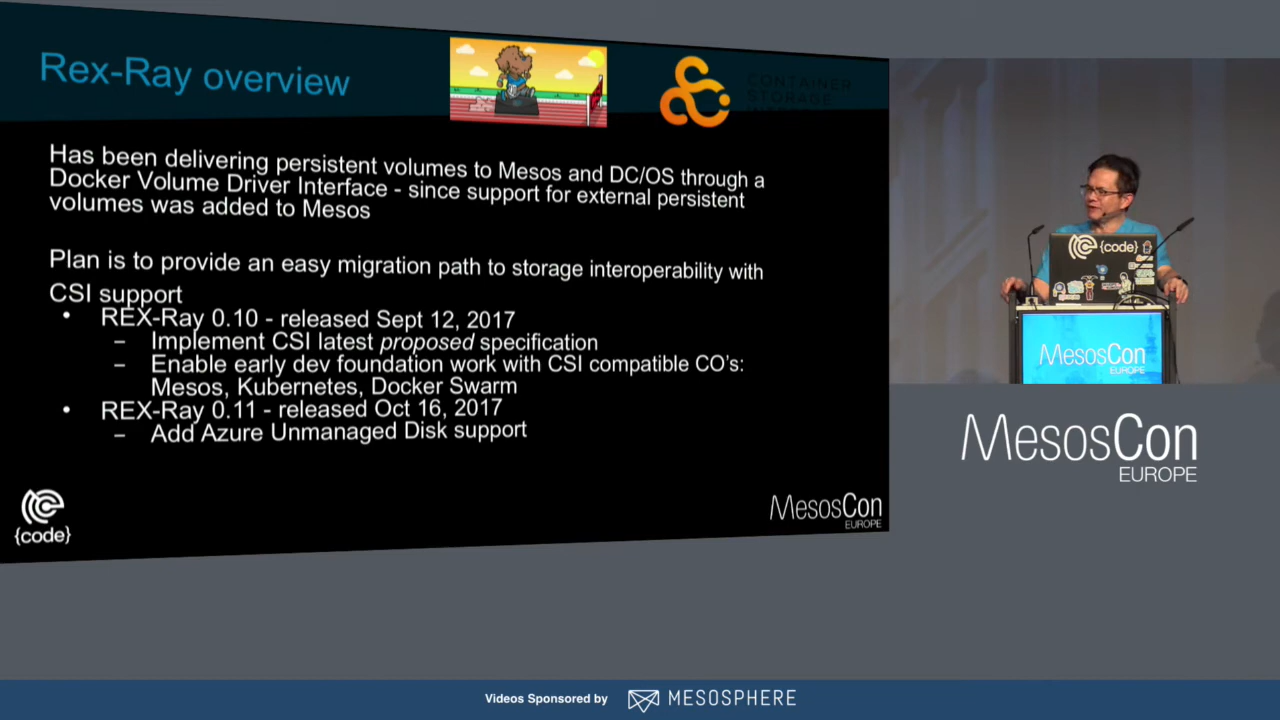 Rex-Ray overview
CONTAINER
STORAGE
Has been delivering persistent volumes to Mesos and DC/OS through a
Docker Volume Driver Interface - since support for external persistent
volumes was added to Mesos
Plan is to provide an easy migration path to storage interoperability with
CSI support
• REX-Ray 0.10 - released Sept 12, 2017
– Implement CSI latest proposed specification
– Enable early dev foundation work with CSI compatible CO's:
Mesos, Kubernetes, Docker Swarm
• REX-Ray 0.11 - released Oct 16, 2017
– Add Azure Unmanaged Disk support
{code}
MesosCon
EUROPE
{code}
MesosCon
EUROPE
MesosCon
EUROPE
Videos Sponsored by
MESOSPHERE